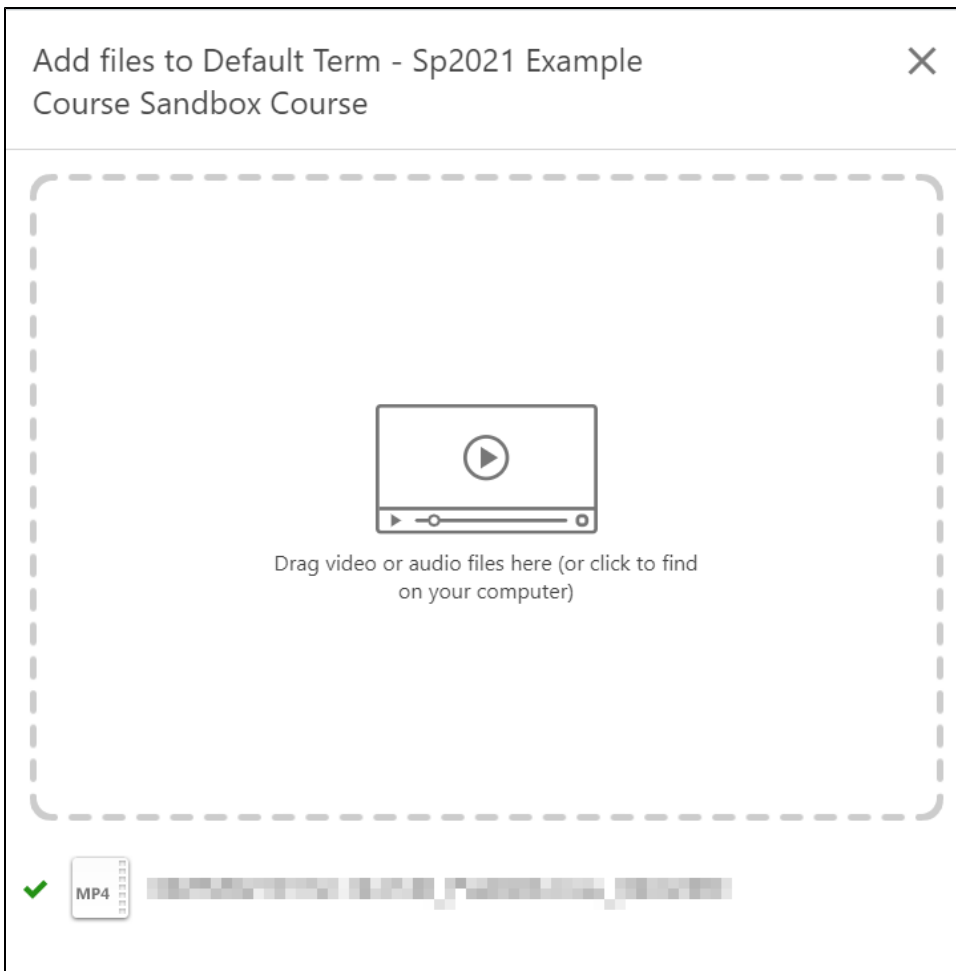 Add files to Default Term - Sp2021 Example
Course Sandbox Course
Drag video or audio files here (or click to find
on your computer)
MP4